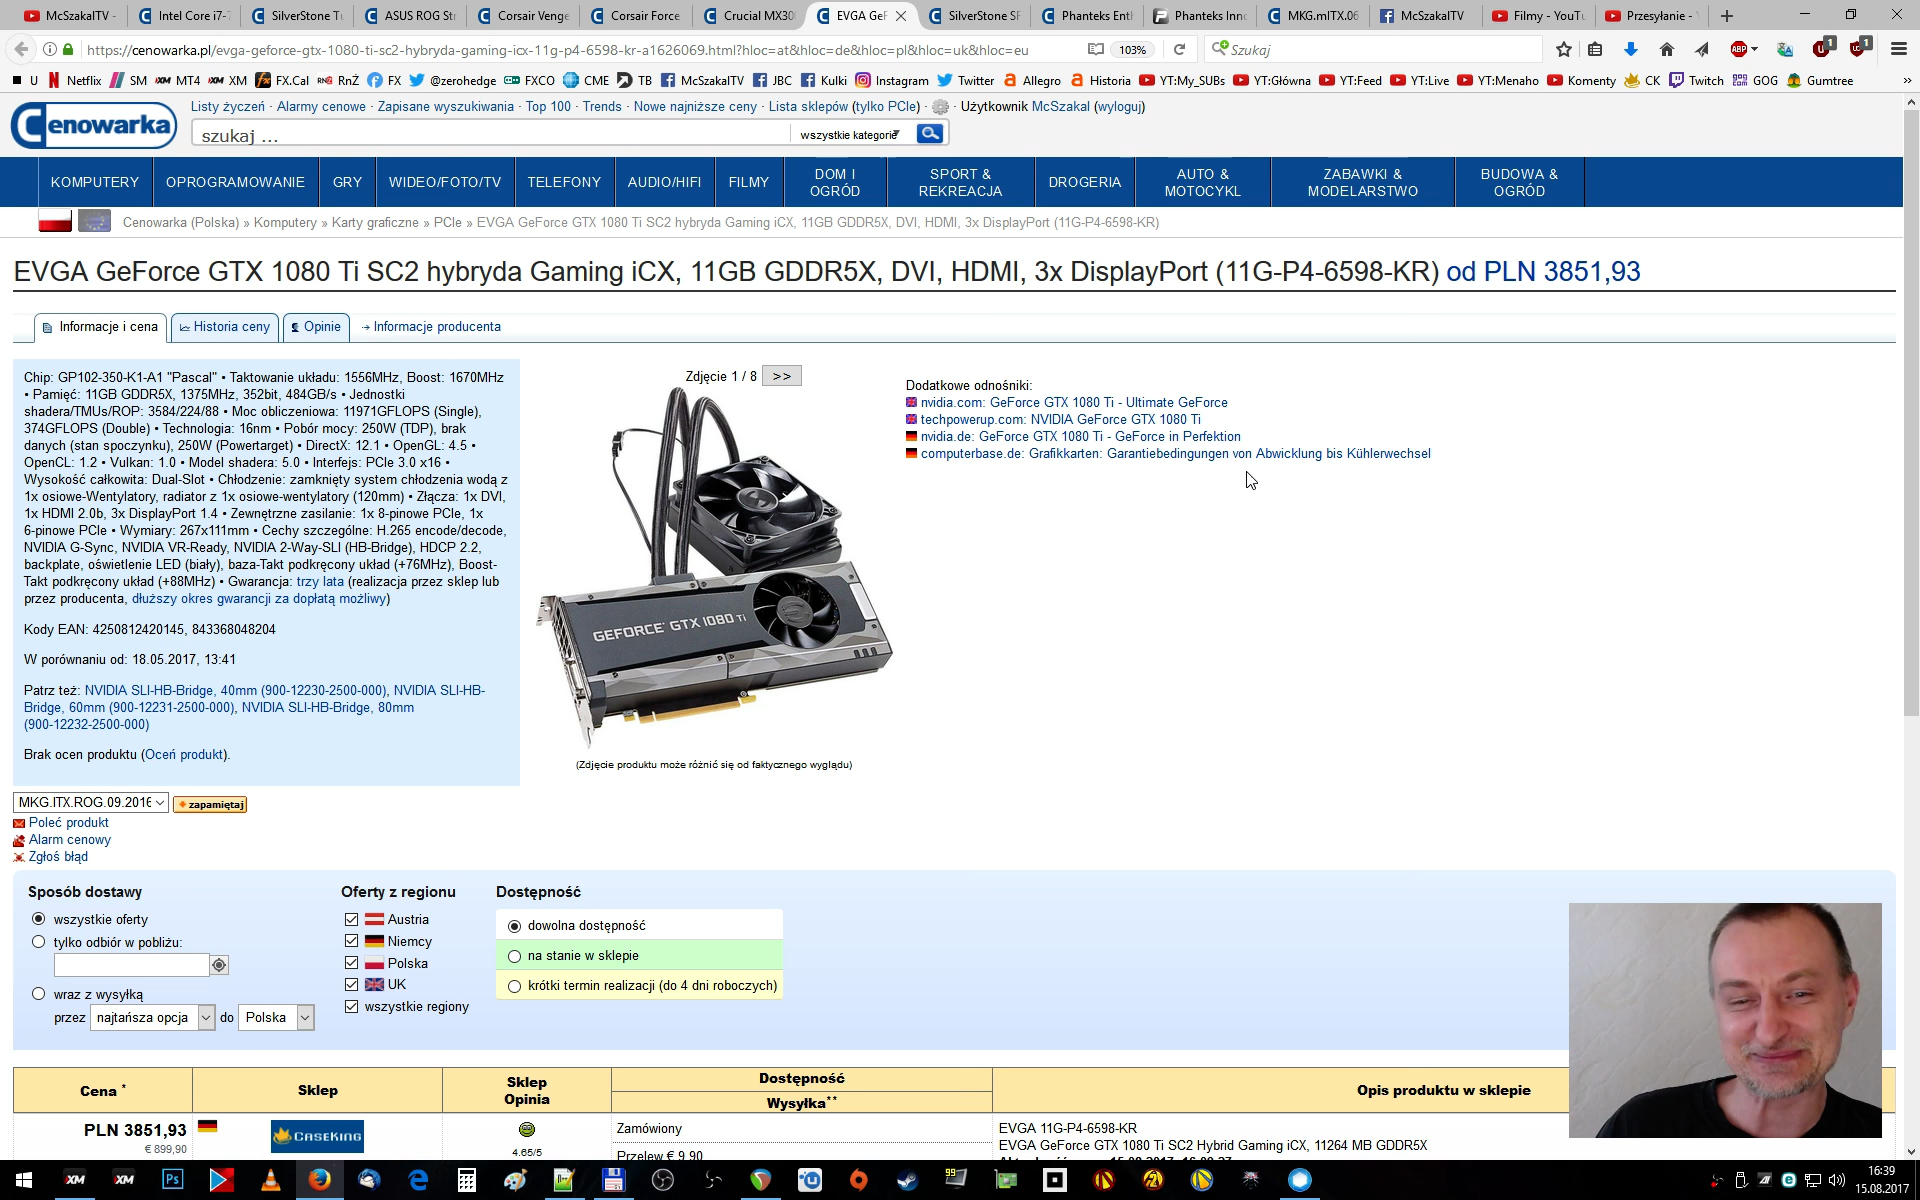 McSzakalTV -
Intel Core i7-7
SilverStone Tu
ASUS ROG Str
Corsair Venge
Corsair Force
Crucial MX30
EVGA GeF
SilverStone SF
Phanteks Enth
Phanteks Inno
MKG.mITX.06
McSzakalTV
Filmy - YouTu
Przesyłanie - Y
https://cenowarka.pl/evga-geforce-gtx-1080-ti-sc2-hybryda-gaming-icx-11g-p4-6598-kr-a1626069.html?hloc=at&hloc=de&hloc=pl&hloc=uk&hloc=eu
103%
Szukaj
U Netflix SM MT4 XM FX.Cal RnŻ FX @zerohedge FXCO CME TB McSzakalTV JBC Kulki Instagram Twitter Allegro Historia YT:My_SUBs YT:Główna YT:Feed YT:Live YT:Menaho Komenty CK Twitch GOG Gumtree
Listy życzeń · Alarmy cenowe · Zapisane wyszukiwania · Top 100 · Trends · Nowe najniższe ceny · Lista sklepów (tylko PCIe) · Użytkownik McSzakal (wyloguj)
Cenowarka
szukaj ...
wszystkie kategorie
KOMPUTERY
OPROGRAMOWANIE
GRY
WIDEO/FOTO/TV
TELEFONY
AUDIO/HIFI
FILMY
DOM I OGRÓD
SPORT & REKREACJA
DROGERIA
AUTO & MOTOCYKL
ZABAWKI & MODELARSTWO
BUDOWA & OGRÓD
Cenowarka (Polska) » Komputery » Karty graficzne » PCIe » EVGA GeForce GTX 1080 Ti SC2 hybryda Gaming iCX, 11GB GDDR5X, DVI, HDMI, 3x DisplayPort (11G-P4-6598-KR)
EVGA GeForce GTX 1080 Ti SC2 hybryda Gaming iCX, 11GB GDDR5X, DVI, HDMI, 3x DisplayPort (11G-P4-6598-KR) od PLN 3851,93
Informacje i cena
Historia ceny
Opinie
Informacje producenta
Chip: GP102-350-K1-A1 "Pascal" • Taktowanie układu: 1556MHz, Boost: 1670MHz
• Pamięć: 11GB GDDR5X, 1375MHz, 352bit, 484GB/s • Jednostki
shadera/TMUs/ROP: 3584/224/88 • Moc obliczeniowa: 11971GFLOPS (Single),
374GFLOPS (Double) • Technologia: 16nm • Pobór mocy: 250W (TDP), brak
danych (stan spoczynku), 250W (Powertarget) • DirectX: 12.1 • OpenGL: 4.5 •
OpenCL: 1.2 • Vulkan: 1.0 • Model shadera: 5.0 • Interfejs: PCIe 3.0 x16 •
Wysokość całkowita: Dual-Slot • Chłodzenie: zamknięty system chłodzenia wodą z
1x osiowe-Wentylatory, radiator z 1x osiowe-wentylatory (120mm) • Złącza: 1x DVI,
1x HDMI 2.0b, 3x DisplayPort 1.4 • Zewnętrzne zasilanie: 1x 8-pinowe PCIe, 1x
6-pinowe PCIe • Wymiary: 267x111mm • Cechy szczególne: H.265 encode/decode,
NVIDIA G-Sync, NVIDIA VR-Ready, NVIDIA 2-Way-SLI (HB-Bridge), HDCP 2.2,
backplate, oświetlenie LED (biały), baza-Takt podkręcony układ (+76MHz), Boost-
Takt podkręcony układ (+88MHz) • Gwarancja: trzy lata (realizacja przez sklep lub
przez producenta, dłuższy okres gwarancji za dopłatą możliwy)
Kody EAN: 4250812420145, 843368048204
W porównaniu od: 18.05.2017, 13:41
Patrz też: NVIDIA SLI-HB-Bridge, 40mm (900-12230-2500-000), NVIDIA SLI-HB-
Bridge, 60mm (900-12231-2500-000), NVIDIA SLI-HB-Bridge, 80mm
(900-12232-2500-000)
Brak ocen produktu (Oceń produkt).
Zdjęcie 1 / 8 >>
GEFORCE GTX 1080 Ti
(Zdjęcie produktu może różnić się od faktycznego wyglądu)
Dodatkowe odnośniki:
nvidia.com: GeForce GTX 1080 Ti - Ultimate GeForce
techpowerup.com: NVIDIA GeForce GTX 1080 Ti
nvidia.de: GeForce GTX 1080 Ti - GeForce in Perfektion
computerbase.de: Grafikkarten: Garantiebedingungen von Abwicklung bis Kühlerwechsel
MKG.ITX.ROG.09.2016
zapamiętaj
Poleć produkt
Alarm cenowy
Zgłoś błąd
Sposób dostawy
wszystkie oferty
tylko odbiór w pobliżu:
wraz z wysyłką
przez najtańsza opcja do Polska
Oferty z regionu
Austria
Niemcy
Polska
UK
wszystkie regiony
Dostępność
dowolna dostępność
na stanie w sklepie
krótki termin realizacji (do 4 dni roboczych)
Cena *
Sklep
Sklep Opinia
Dostępność
Wysyłka**
Opis produktu w sklepie
PLN 3851,93
€ 899,90
CASEKING
4.65/5
Zamówiony
Przelew € 9,90
EVGA 11G-P4-6598-KR
EVGA GeForce GTX 1080 Ti SC2 Hybrid Gaming iCX, 11264 MB GDDR5X
16:39
15.08.2017